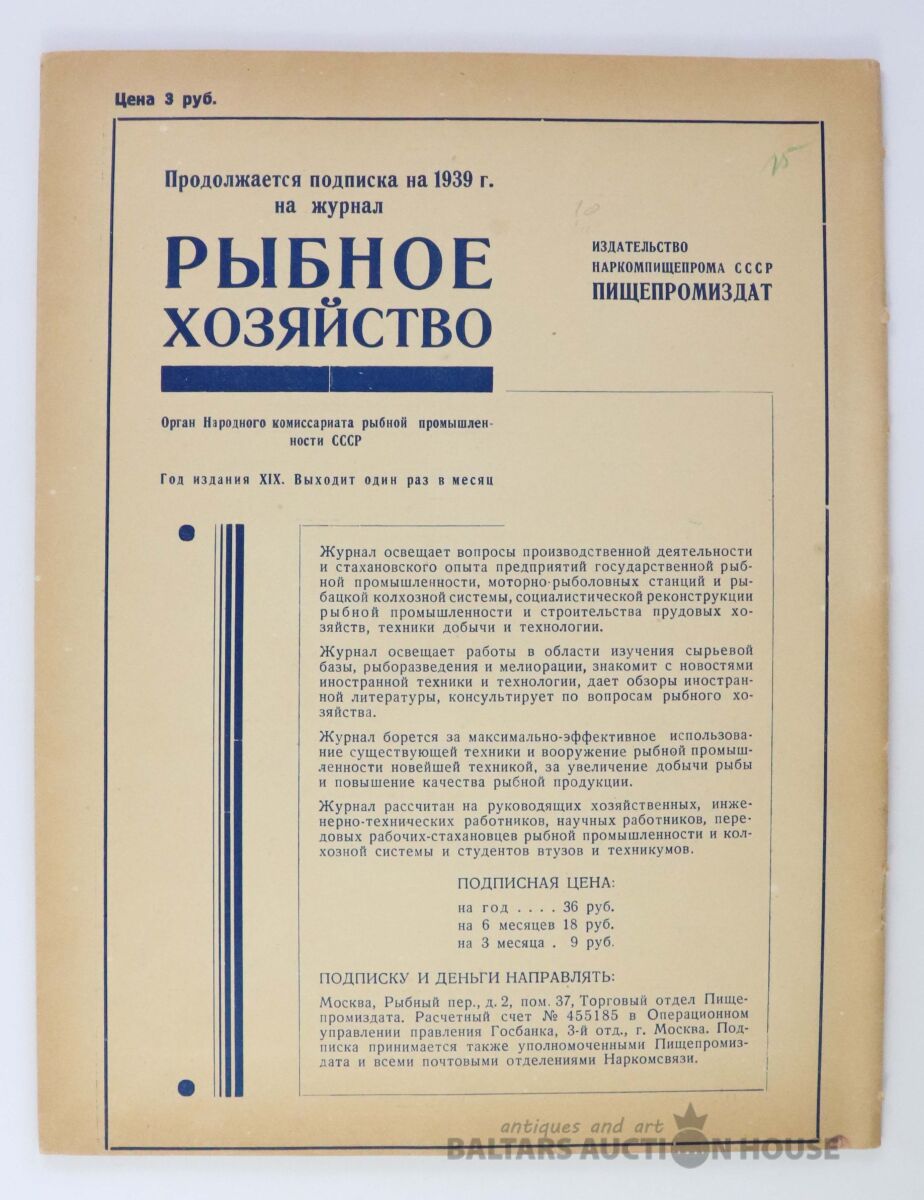 Цена 3 руб.
Продолжается подписка на 1939 г.
на журнал
РЫБНОЕ
ХОЗЯЙСТВО
ИЗДАТЕЛЬСТВО
НАРКОМПИЩЕПРОМА СССР
ПИЩЕПРОМИЗДАТ
Орган Народного комиссариата рыбной промышлен-
ности СССР
Год издания XIX. Выходит один раз в месяц
Журнал освещает вопросы производственной деятельности
и стахановского опыта предприятий государственной рыб-
ной промышленности, моторно-рыболовных станций и ры-
бацкой колхозной системы, социалистической реконструкции
рыбной промышленности и строительства прудовых хо-
зяйств, техники добычи и технологии.
Журнал освещает работы в области изучения сырьевой
базы, рыборазведения и мелиорации, знакомит с новостями
иностранной техники и технологии, дает обзоры иностран-
ной литературы, консультирует по вопросам рыбного хо-
зяйства.
Журнал борется за максимально-эффективное использова-
ние существующей техники и вооружение рыбной промыш-
ленности новейшей техникой, за увеличение добычи рыбы
и повышение качества рыбной продукции.
Журнал рассчитан на руководящих хозяйственных, инже-
нерно-технических работников, научных работников, пере-
довых рабочих-стахановцев рыбной промышленности и кол-
хозной системы и студентов втузов и техникумов.
ПОДПИСНАЯ ЦЕНА:
на год . . . . 36 руб.
на 6 месяцев 18 руб.
на 3 месяца . 9 руб.
ПОДПИСКУ И ДЕНЬГИ НАПРАВЛЯТЬ:
Москва, Рыбный пер., д. 2, пом. 37, Торговый отдел Пище-
промиздата. Расчетный счет № 455185 в Операционном
управлении правления Госбанка, 3-й отд., г. Москва. Под-
писка принимается также уполномоченными Пищепромиз-
дата и всеми почтовыми отделениями Наркомсвязи.
antiques and art
BALTARS AUCTION HOUSE